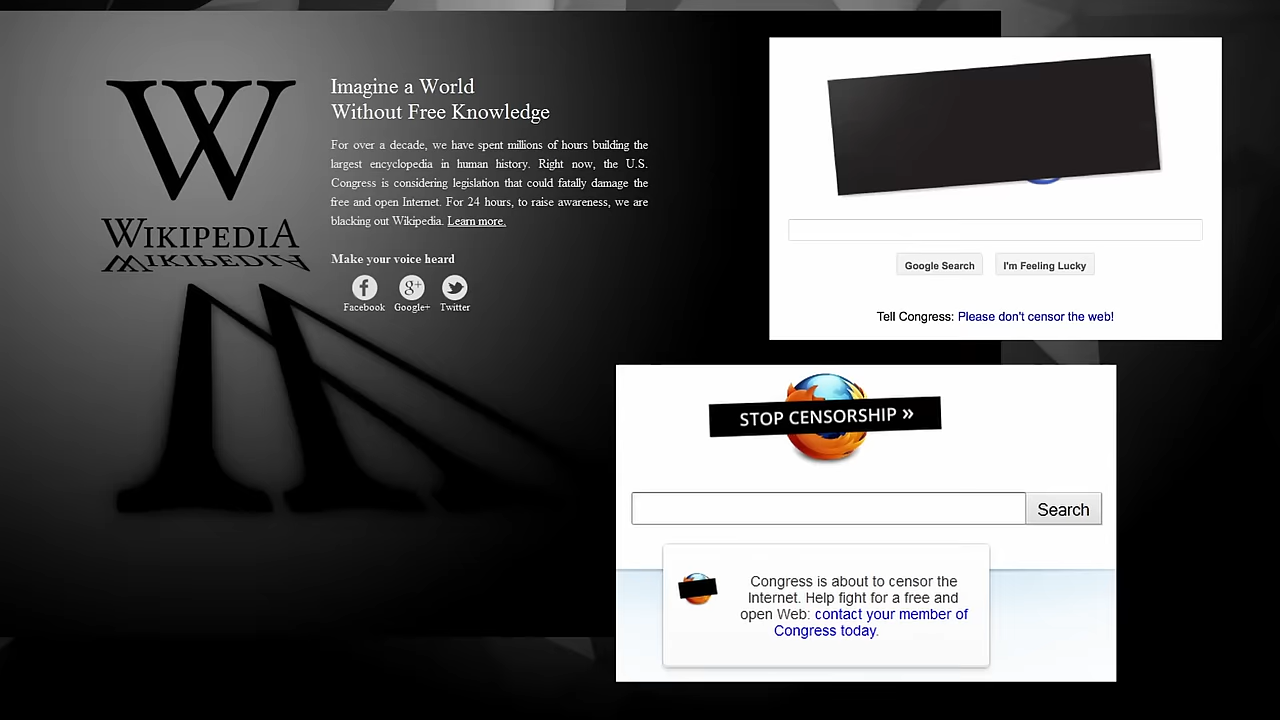 W
WIKIPEDIA
Imagine a World
Without Free Knowledge
For over a decade, we have spent millions of hours building the
largest encyclopedia in human history. Right now, the U.S.
Congress is considering legislation that could fatally damage the
free and open Internet. For 24 hours, to raise awareness, we are
blacking out Wikipedia. Learn more.
Make your voice heard
Facebook Google+ Twitter
Google Search I'm Feeling Lucky
Tell Congress: Please don't censor the web!
STOP CENSORSHIP »
Search
Congress is about to censor the
Internet. Help fight for a free and
open Web: contact your member of
Congress today.